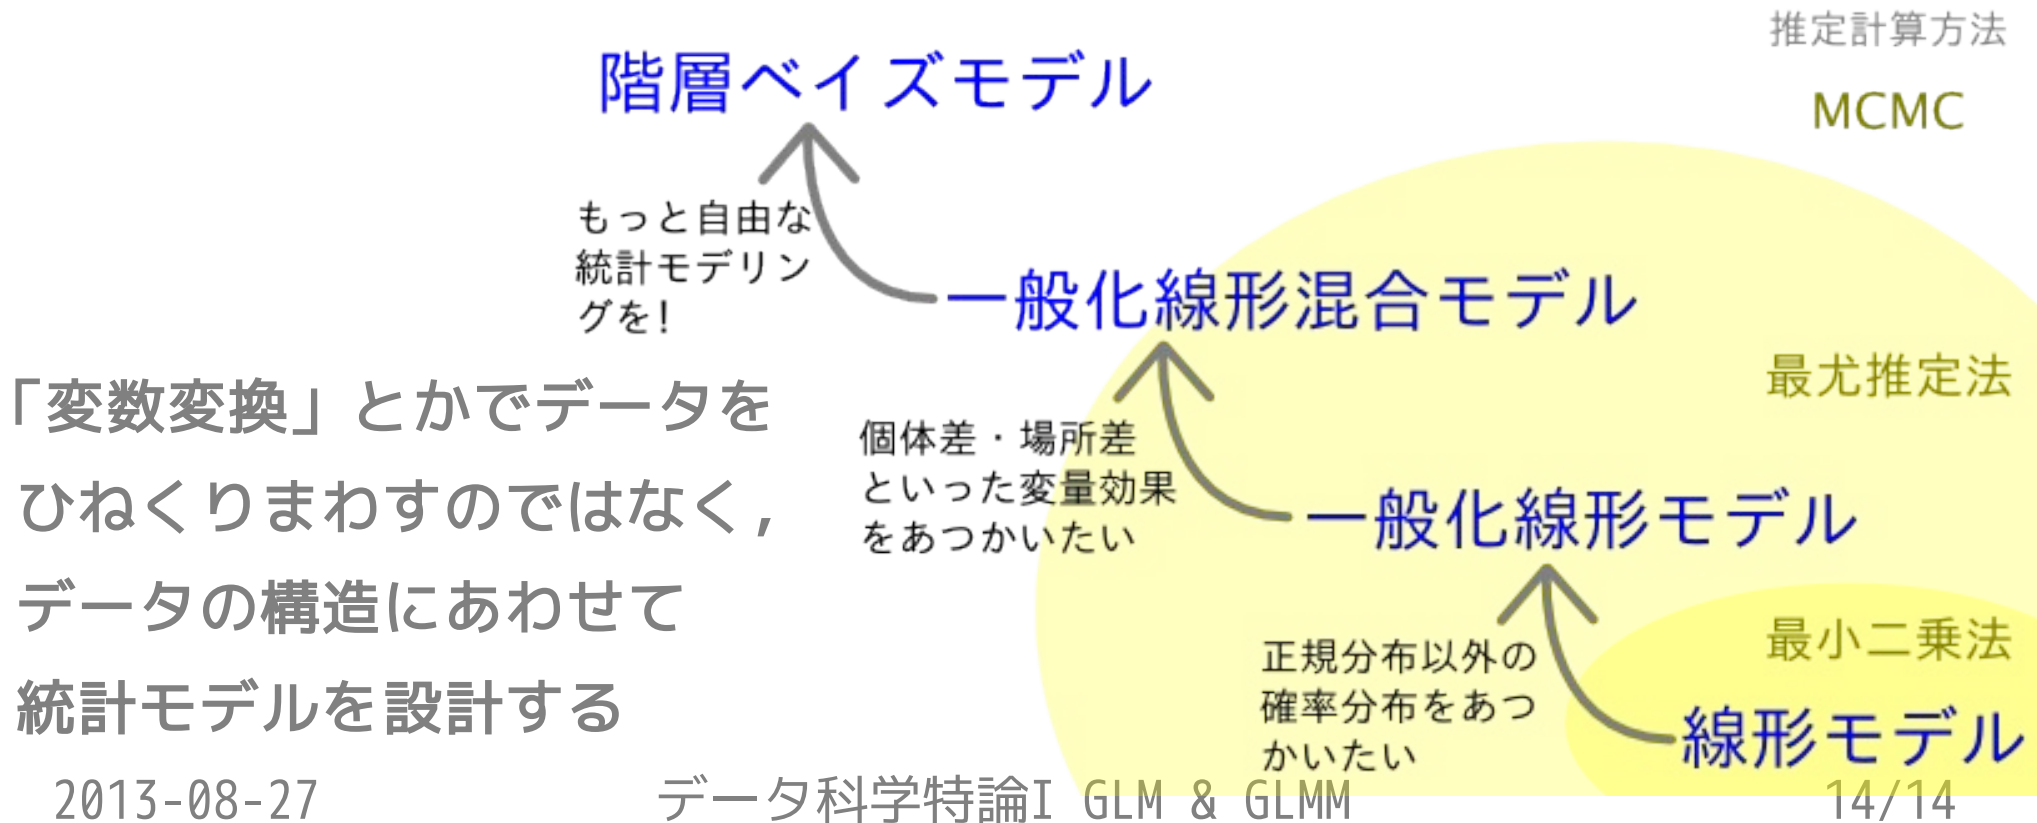 推定計算方法
階層ベイズモデル
MCMC
もっと自由な
統計モデリン
グを!
一般化線形混合モデル
最尤推定法
「変数変換」とかでデータを
ひねくりまわすのではなく,
データの構造にあわせて
統計モデルを設計する
個体差・場所差
といった変量効果
をあつかいたい
一般化線形モデル
最小二乗法
正規分布以外の
確率分布をあつ
かいたい
線形モデル
2013-08-27
データ科学特論I GLM & GLMM
14/14